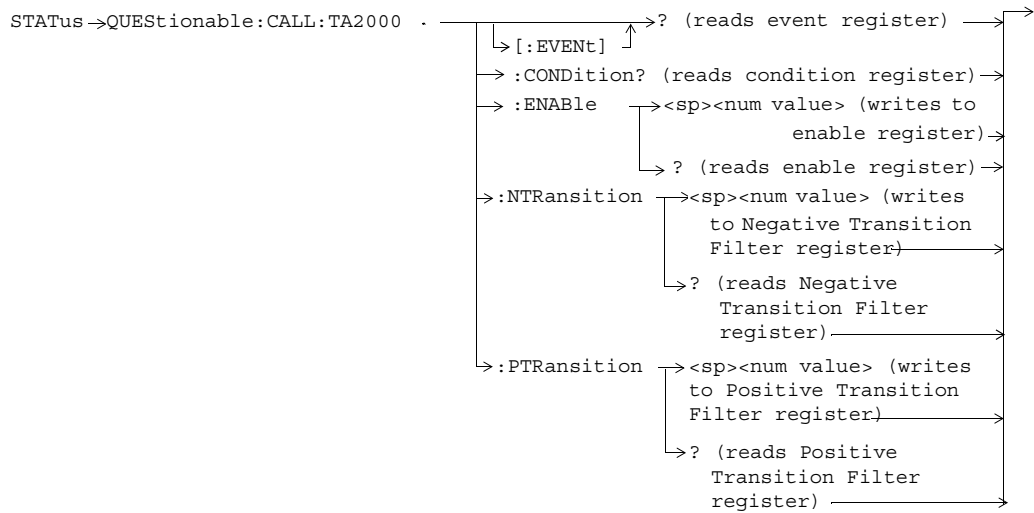 STATus QUEStionable:CALL:TA2000 . ? (reads event register)
[:EVENt]
:CONDition? (reads condition register)
:ENABle <sp><num value> (writes to
enable register)
? (reads enable register)
:NTRansition <sp><num value> (writes
to Negative Transition
Filter register)
? (reads Negative
Transition Filter
register)
:PTRansition <sp><num value> (writes
to Positive Transition
Filter register)
? (reads Positive
Transition Filter
register)